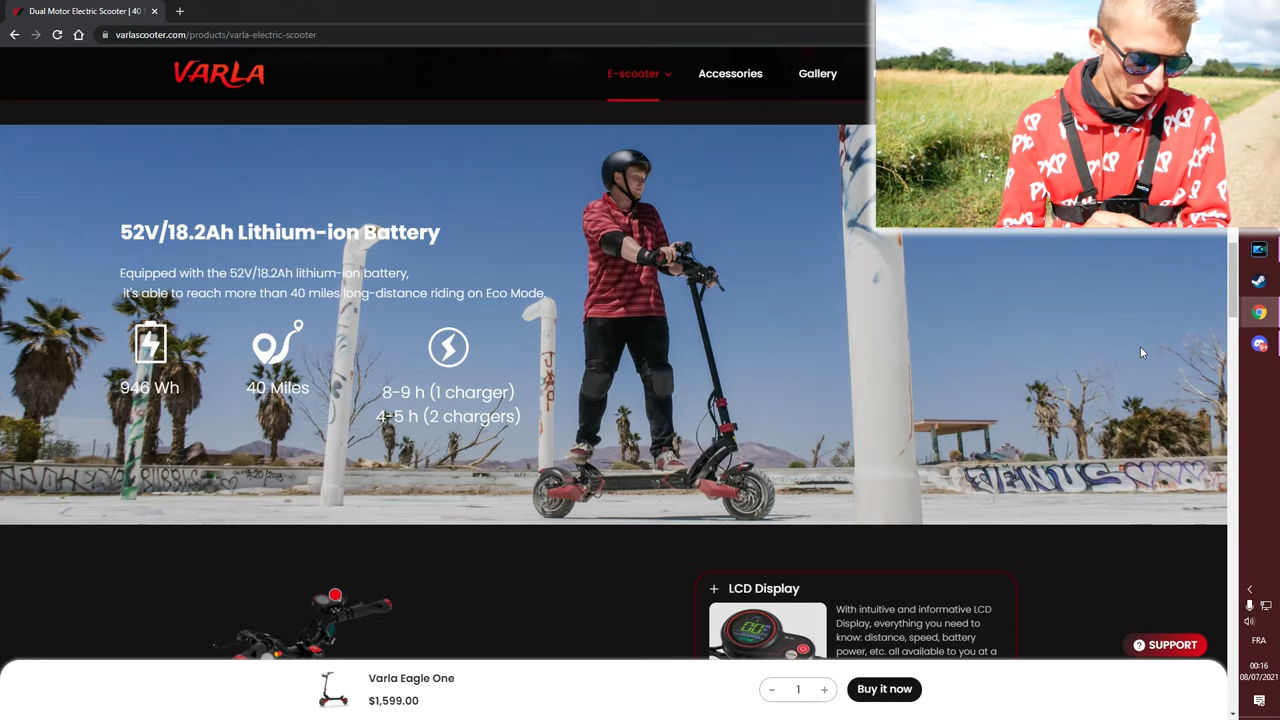 Dual Motor Electric Scooter | 40
varlascooter.com/products/varla-electric-scooter
VARLA
E-scooter
Accessories
Gallery
52V/18.2Ah Lithium-ion Battery
Equipped with the 52V/18.2Ah lithium-ion battery,
it's able to reach more than 40 miles long-distance riding on Eco Mode.
946 Wh
40 Miles
8-9 h (1 charger)
4-5 h (2 chargers)
VENUS
LCD Display
With intuitive and informative LCD
Display, everything you need to
know: distance, speed, battery
power, etc. all available to you at a
SUPPORT
Varla Eagle One
$1,599.00
- 1 +
Buy it now
FRA
00:16
08/07/2021